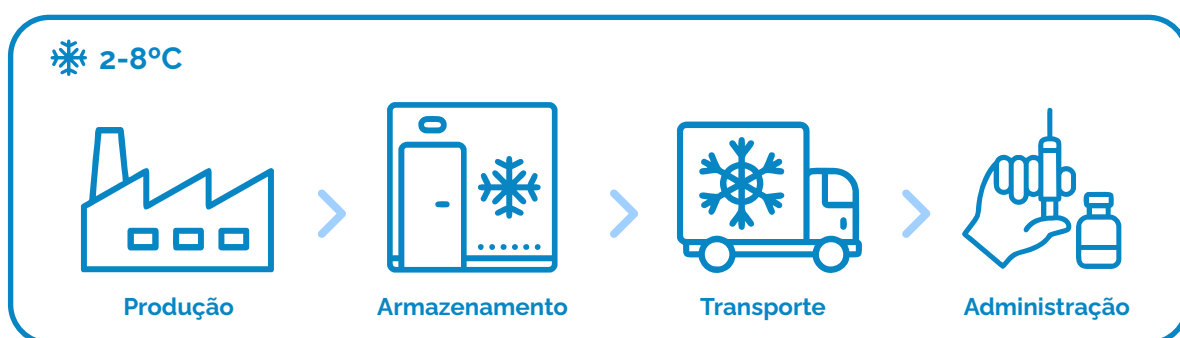 2-8ºC
Produção
Armazenamento
Transporte
Administração